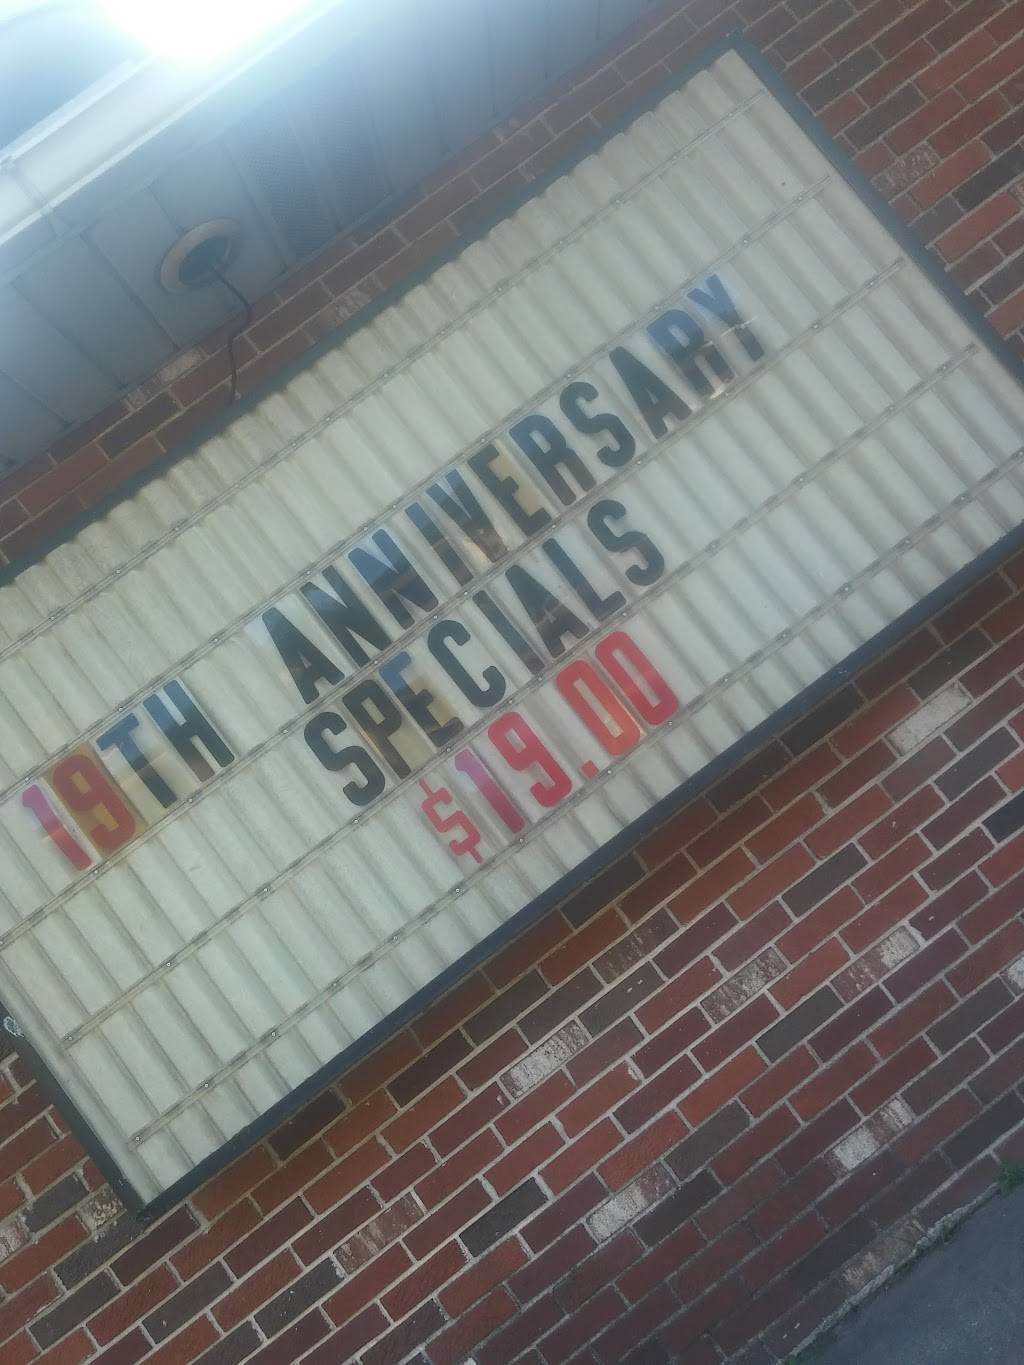 19TH ANNIVERSARY
SPECIALS
$19.00